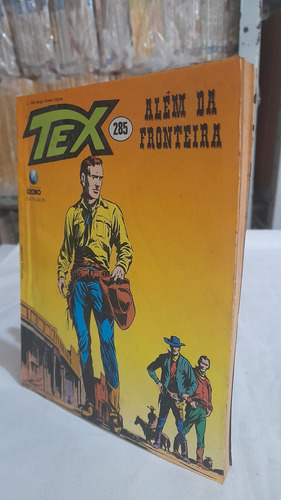 TEX
285
ALÉM DA
FRONTEIRA
GLOBO